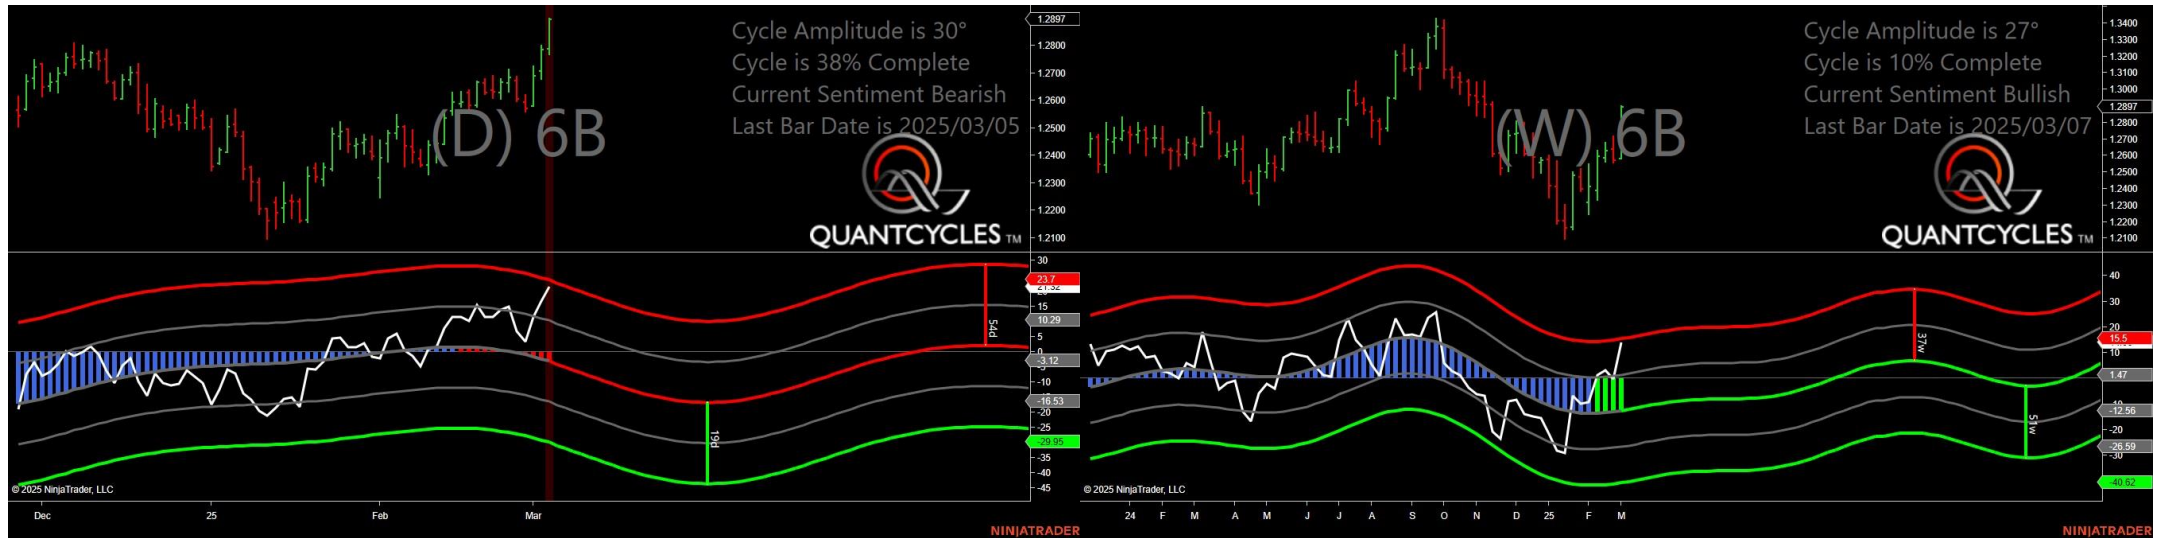 Cycle Amplitude is 30°
Cycle is 38% Complete
Current Sentiment Bearish
Last Bar Date is 2025/03/05
(D) 6B
QUANTCYCLES TM
1.2897
1.2800
1.2700
1.2600
1.2500
1.2400
1.2300
1.2200
1.2100
30
23.7
21.32
15
10.29
5
0
-3.12
-5
-10
-16.53
-20
-25
-29.95
-35
-40
-45
54d
19d
© 2025 NinjaTrader, LLC
Dec
25
Feb
Mar
NINJATRADER
Cycle Amplitude is 27°
Cycle is 10% Complete
Current Sentiment Bullish
Last Bar Date is 2025/03/07
(W) 6B
QUANTCYCLES TM
1.3400
1.3300
1.3200
1.3100
1.3000
1.2897
1.2800
1.2700
1.2600
1.2500
1.2400
1.2300
1.2200
1.2100
40
30
20
15.5
10
1.47
-12.56
-20
-26.59
-30
-40.62
37w
51w
© 2025 NinjaTrader, LLC
24 F M A M J J A S O N D 25 F M
NINJATRADER